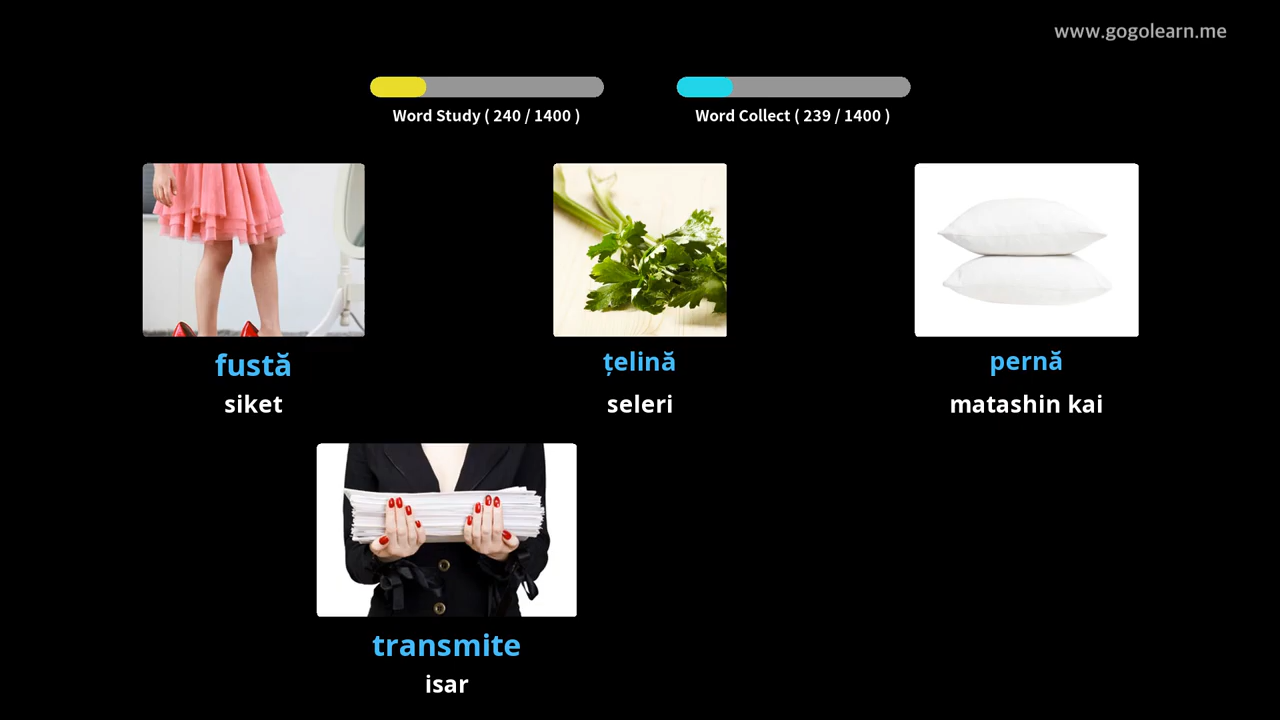 www.gogolearn.me
Word Study ( 240 / 1400 )
Word Collect ( 239 / 1400 )
fustă
siket
țelină
seleri
pernă
matashin kai
transmite
isar